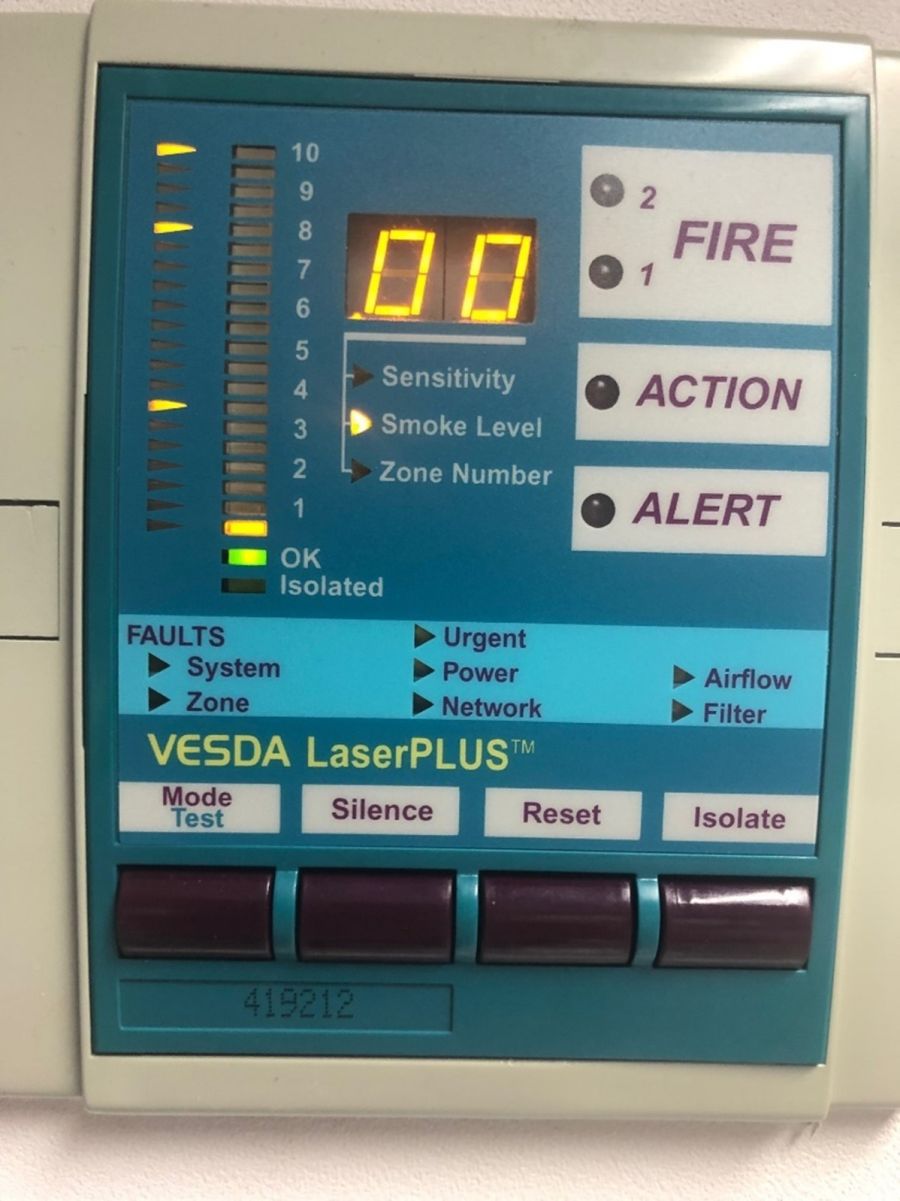 10
9
8
7
6
5
4
3
2
1
OK
Isolated
00
Sensitivity
Smoke Level
Zone Number
2
1
FIRE
ACTION
ALERT
FAULTS
System
Zone
Urgent
Power
Network
Airflow
Filter
VESDA LaserPLUS™
Mode
Test
Silence
Reset
Isolate
419212